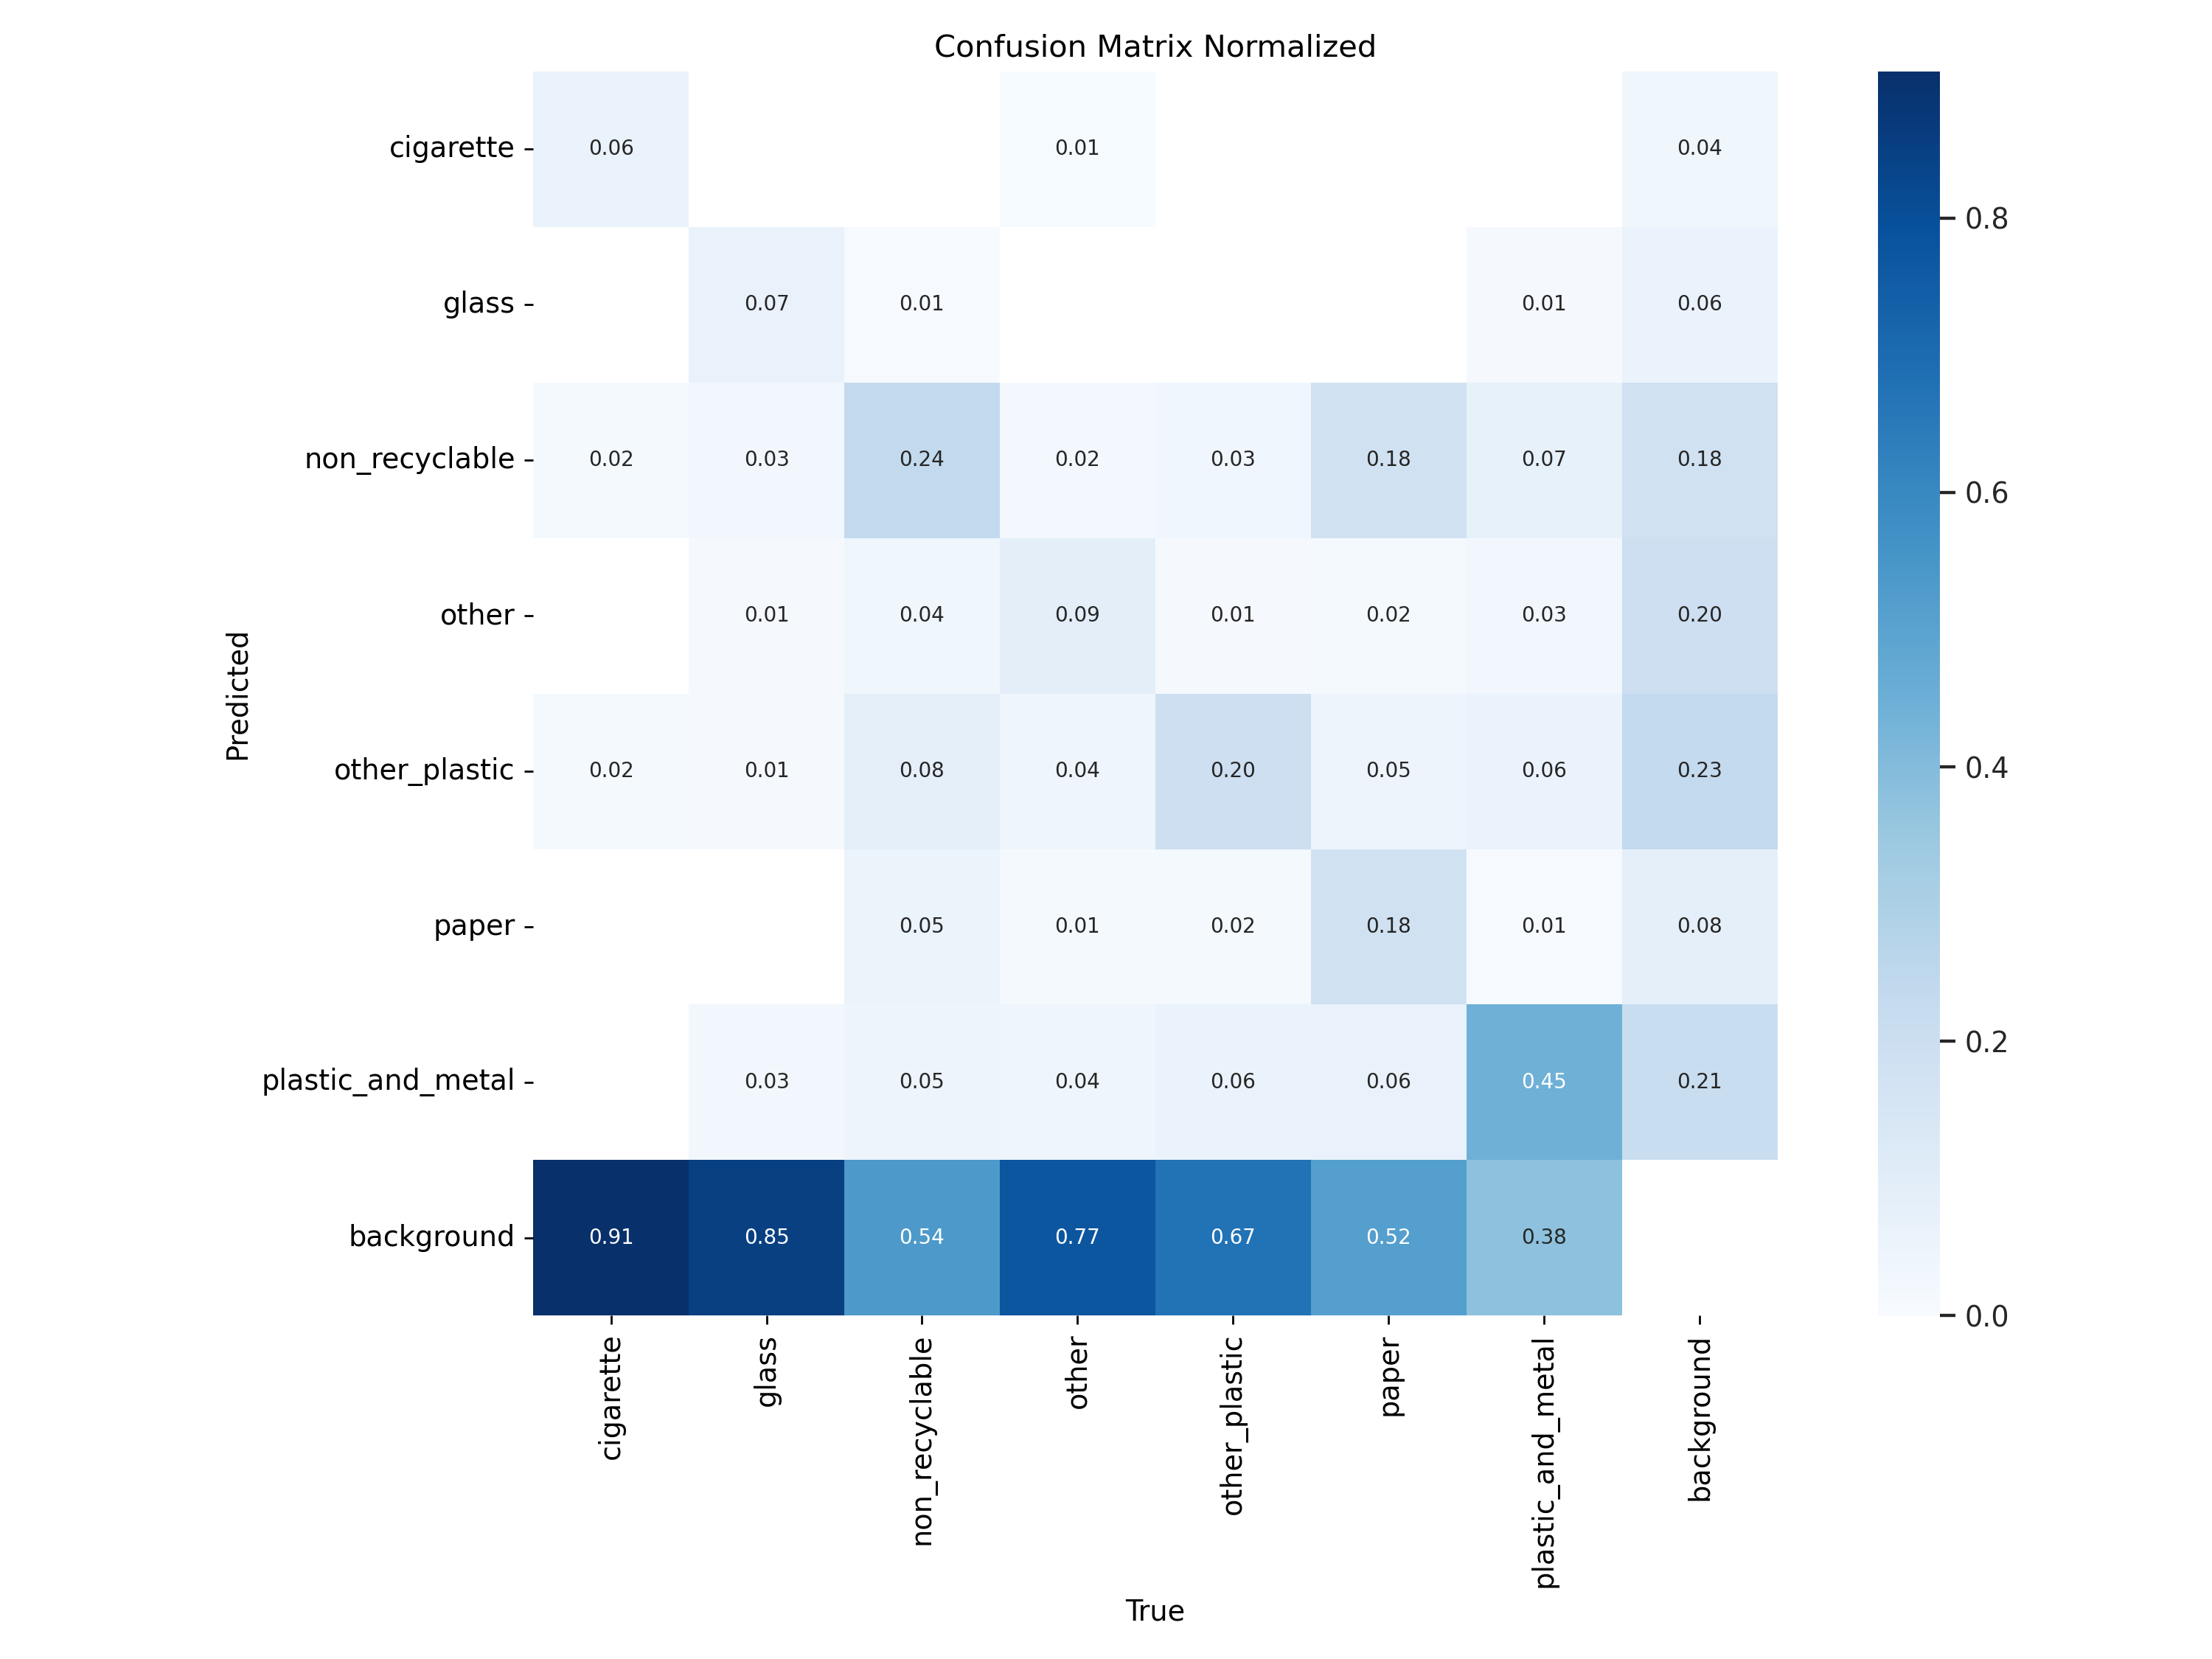 Confusion Matrix Normalized
cigarette 0.06 0.01 0.04
glass 0.07 0.01 0.01 0.06
non_recyclable 0.02 0.03 0.24 0.02 0.03 0.18 0.07 0.18
other 0.01 0.04 0.09 0.01 0.02 0.03 0.20
other_plastic 0.02 0.01 0.08 0.04 0.20 0.05 0.06 0.23
paper 0.05 0.01 0.02 0.18 0.01 0.08
plastic_and_metal 0.03 0.05 0.04 0.06 0.06 0.45 0.21
background 0.91 0.85 0.54 0.77 0.67 0.52 0.38
Predicted
cigarette
glass
non_recyclable
other
other_plastic
paper
plastic_and_metal
background
True
0.8
0.6
0.4
0.2
0.0